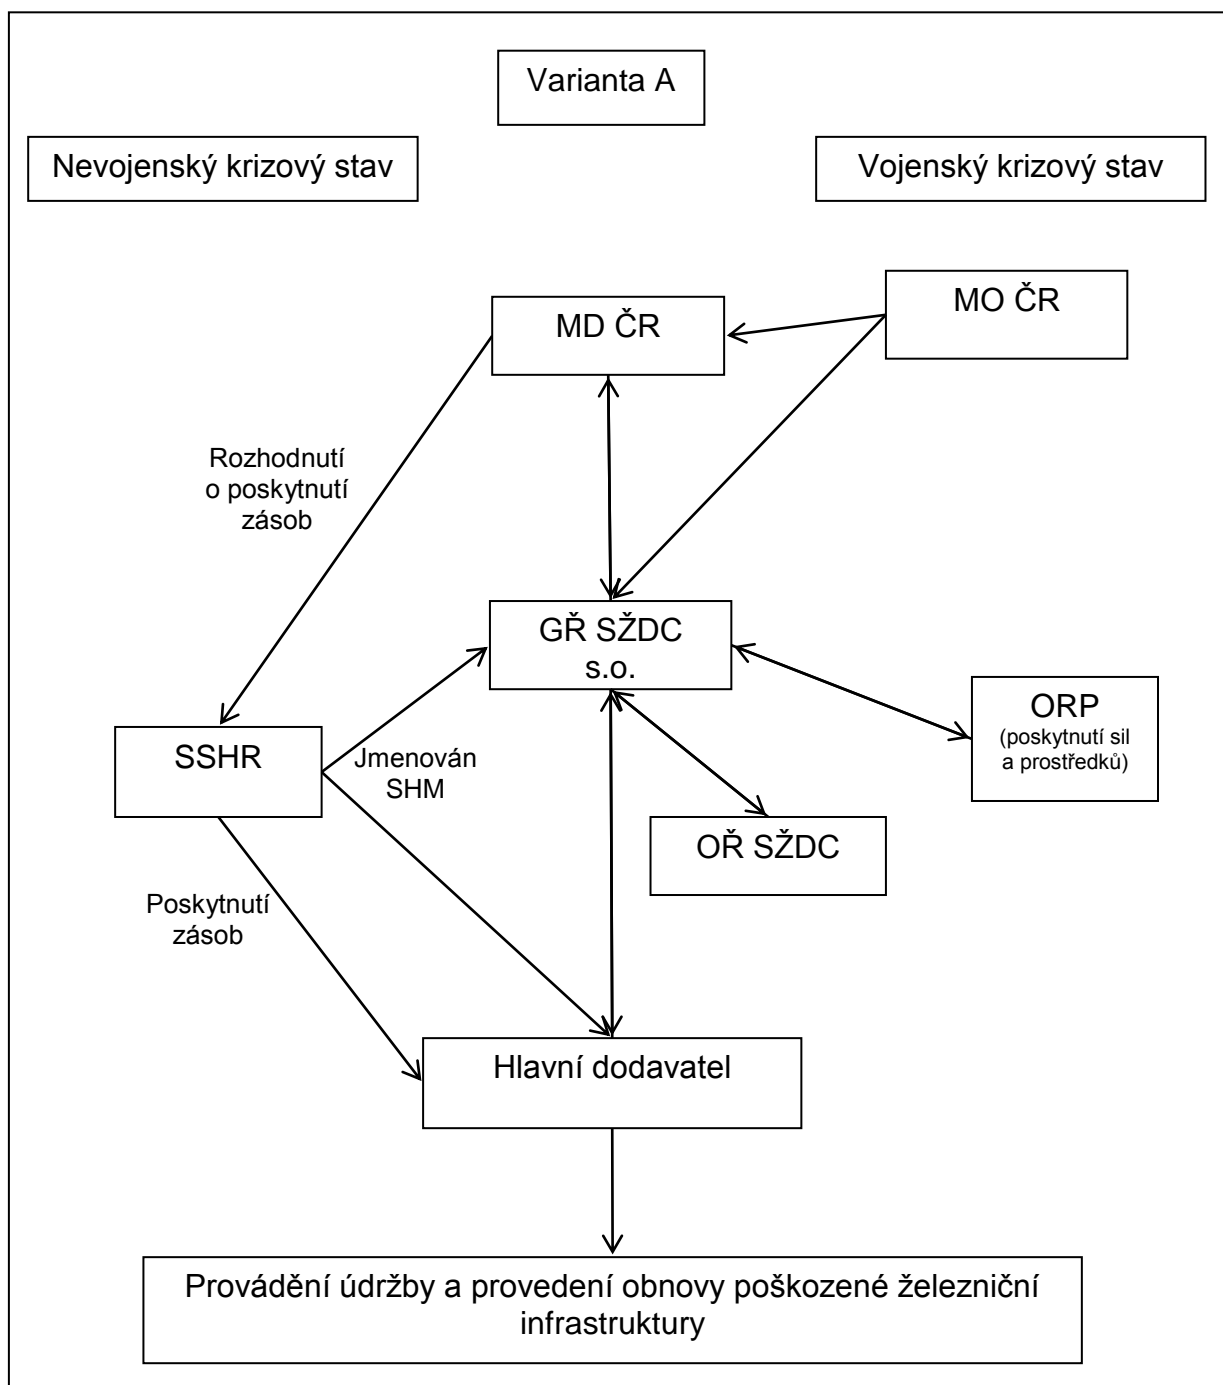 Varianta A
Nevojenský krizový stav
Vojenský krizový stav
MO ČR
MD ČR
Rozhodnutí
o poskytnutí
zásob
GŘ SŽDC
s.o.
ORP
(poskytnutí sil
a prostředků)
SSHR
Jmenován
SHM
OŘ SŽDC
Poskytnutí
zásob
Hlavní dodavatel
Provádění údržby a provedení obnovy poškozené železniční
infrastruktury